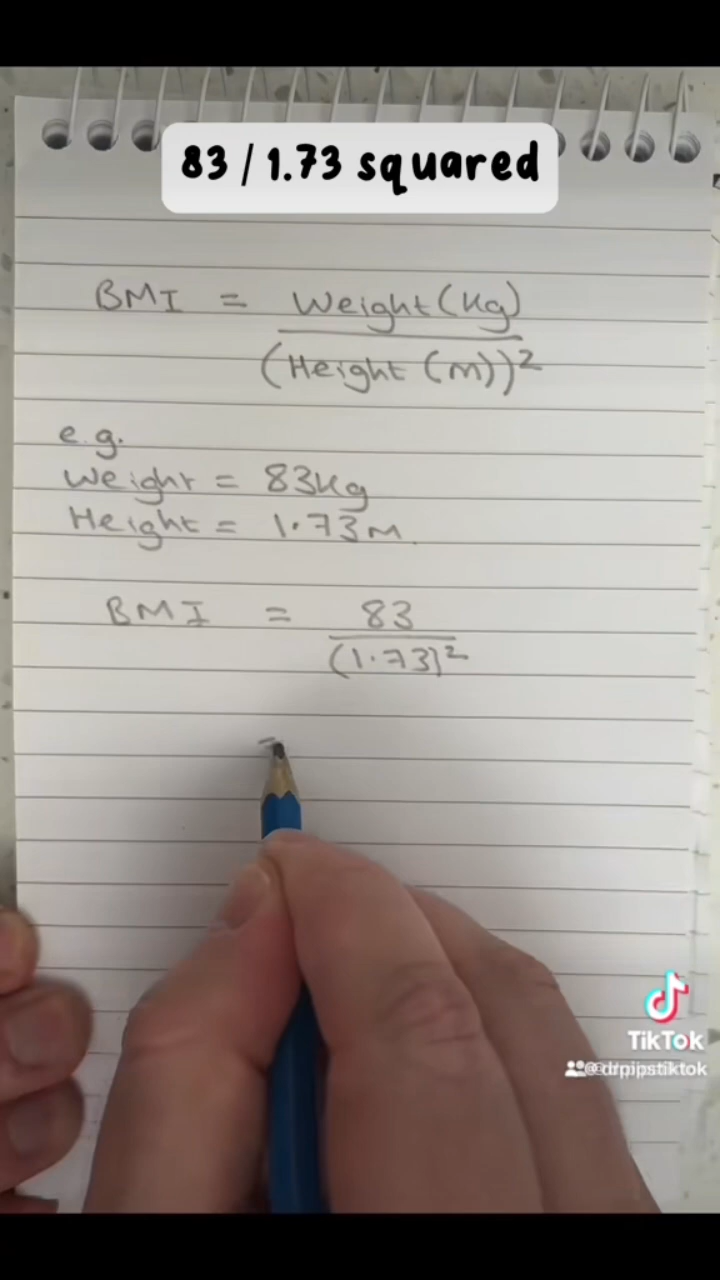 83 / 1.73 squared
BMI = Weight (Kg)
(Height (m))²
e.g.
Weight = 83Kg
Height = 1.73m
BMI = 83
(1.73)²
=
TikTok
@drpipstiktok